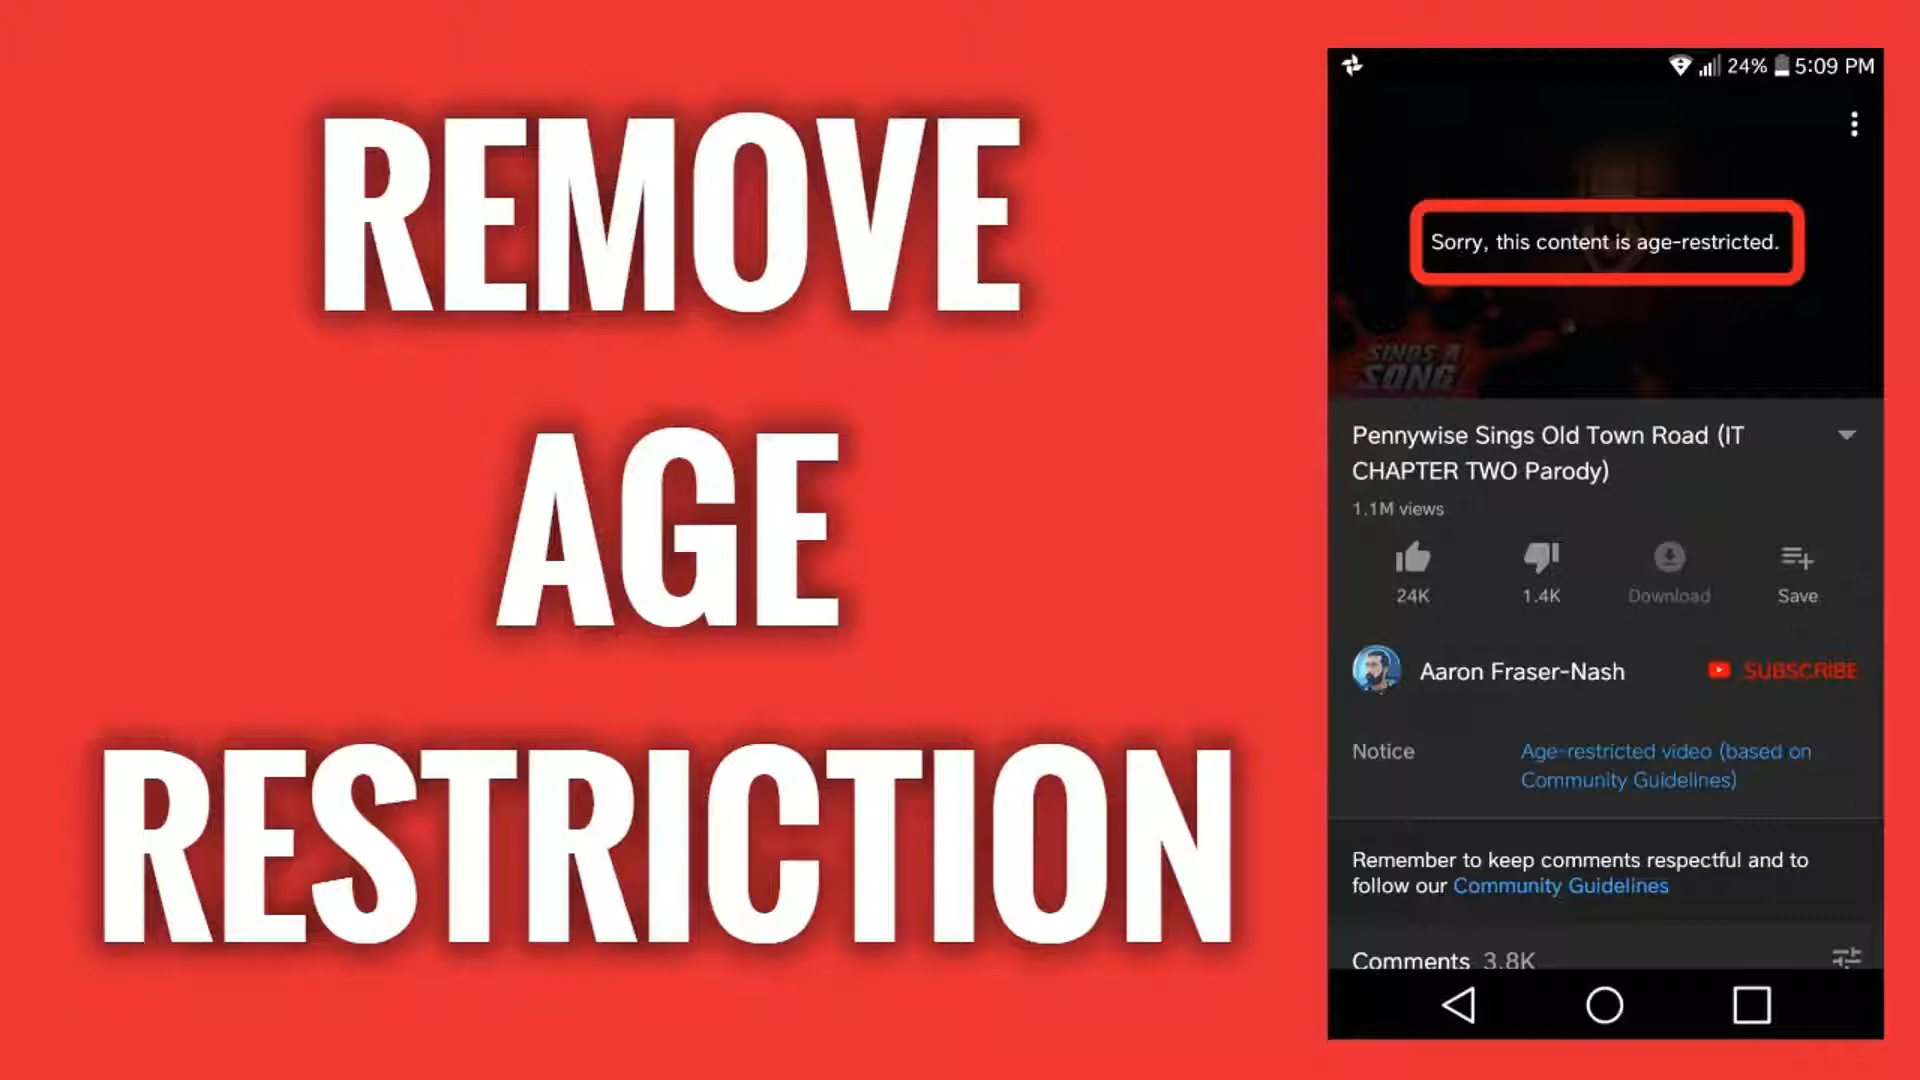 REMOVE
AGE
RESTRICTION
24% 5:09 PM
Sorry, this content is age-restricted.
SINGS A
SONG
Pennywise Sings Old Town Road (IT
CHAPTER TWO Parody)
1.1M views
24K 1.4K Download Save
Aaron Fraser-Nash SUBSCRIBE
Notice Age-restricted video (based on
Community Guidelines)
Remember to keep comments respectful and to
follow our Community Guidelines
Comments 3.8K